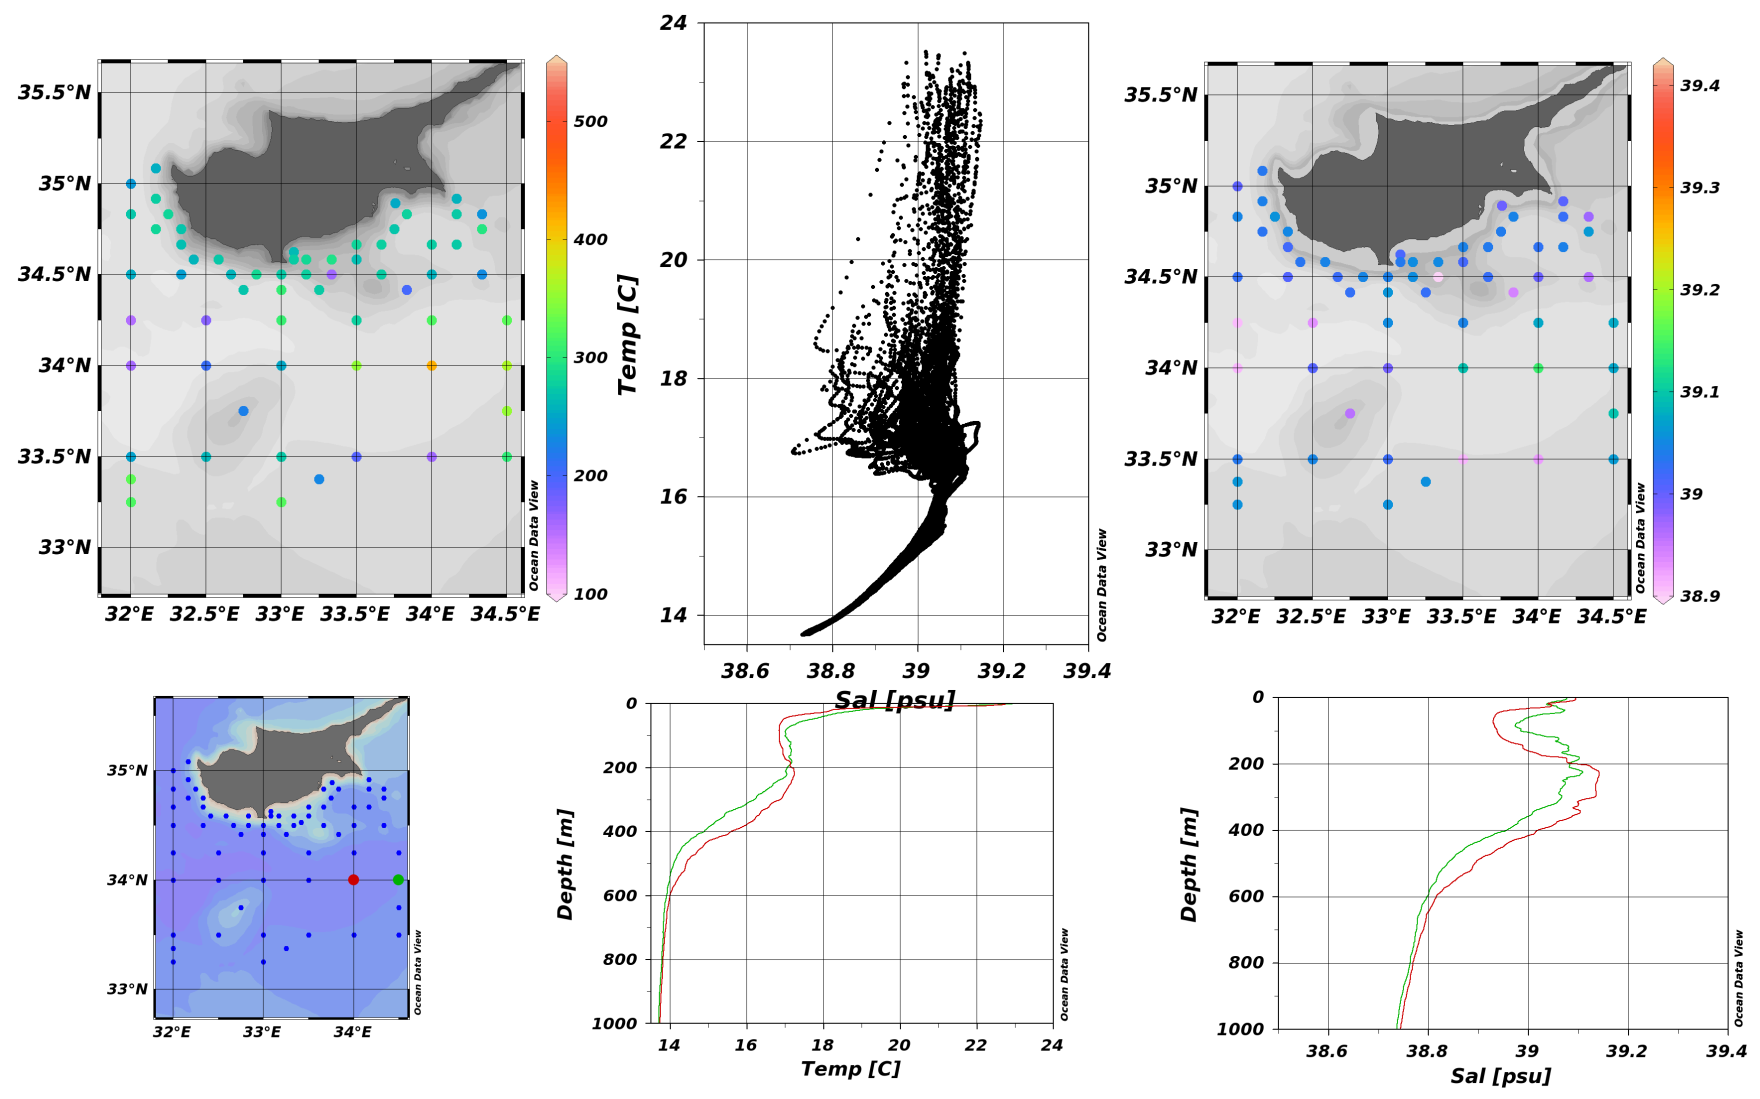 35.5°N
35°N
34.5°N
34°N
33.5°N
33°N
32°E 32.5°E 33°E 33.5°E 34°E 34.5°E
500
400
300
200
100
Ocean Data View
24
22
20
18
16
14
Temp [C]
38.6 38.8 39 39.2 39.4
Sal [psu]
Ocean Data View
35.5°N
35°N
34.5°N
34°N
33.5°N
33°N
32°E 32.5°E 33°E 33.5°E 34°E 34.5°E
39.4
39.3
39.2
39.1
39
38.9
Ocean Data View
35°N
34°N
33°N
32°E 33°E 34°E
Ocean Data View
0
200
400
600
800
1000
Depth [m]
14 16 18 20 22 24
Temp [C]
Ocean Data View
0
200
400
600
800
1000
Depth [m]
38.6 38.8 39 39.2 39.4
Sal [psu]
Ocean Data View